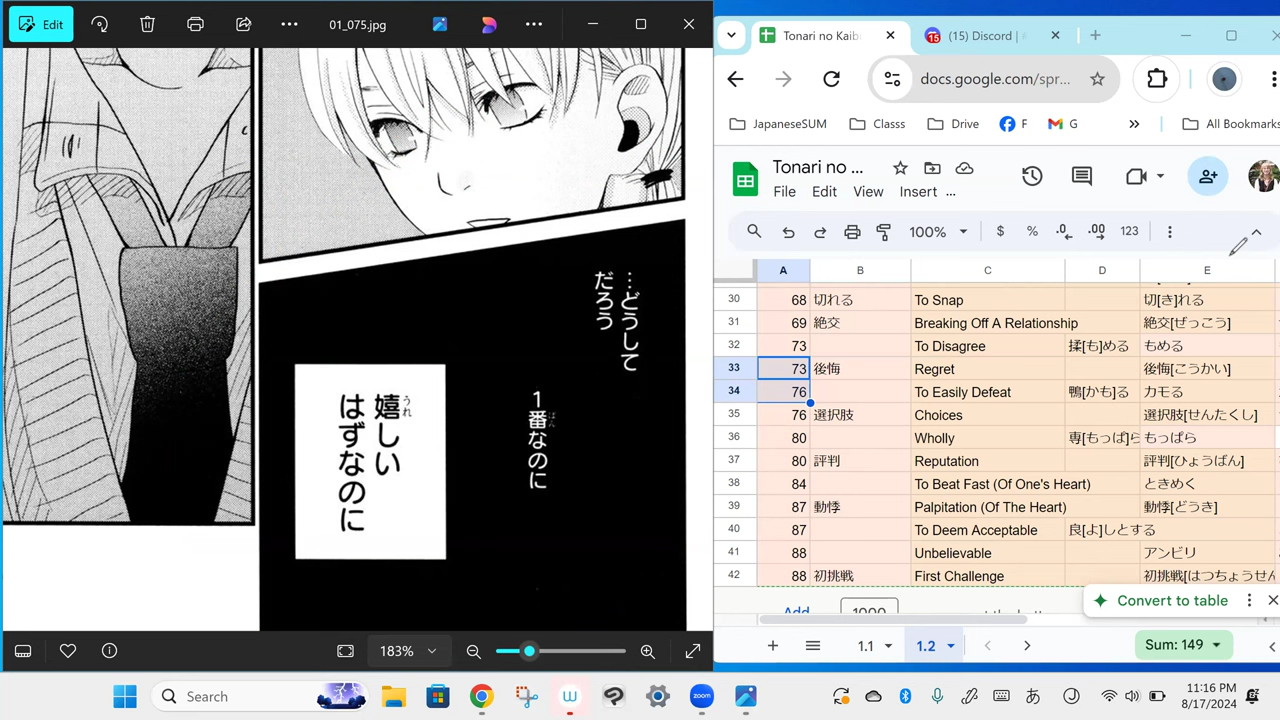 Edit
01_075.jpg
…どうして
だろう
1番なのに
ばん
嬉しい
うれ
はずなのに
183%
Tonari no Kaib
(15) Discord |
15
docs.google.com/spr...
JapaneseSUM
Classs
Drive
F
G
All Bookmarks
Tonari no ...
File Edit View Insert ...
100%
$ % .0 .00 123
A B C D E
30 68 切れる To Snap 切[き]れる
31 69 絶交 Breaking Off A Relationship 絶交[ぜっこう]
32 73 To Disagree 揉[も]める もめる
33 73 後悔 Regret 後悔[こうかい]
34 76 To Easily Defeat 鴨[かも]る カモる
35 76 選択肢 Choices 選択肢[せんたくし]
36 80 Wholly 専[もっぱ]ら もっぱら
37 80 評判 Reputation 評判[ひょうばん]
38 84 To Beat Fast (Of One's Heart) ときめく
39 87 動悸 Palpitation (Of The Heart) 動悸[どうき]
40 87 To Deem Acceptable 良[よ]しとする
41 88 Unbelievable アンビリ
42 88 初挑戦 First Challenge 初挑戦[はつちょうせん
Add 1000
Convert to table
1.1 1.2
Sum: 149
Search
zoom
あ
11:16 PM
8/17/2024